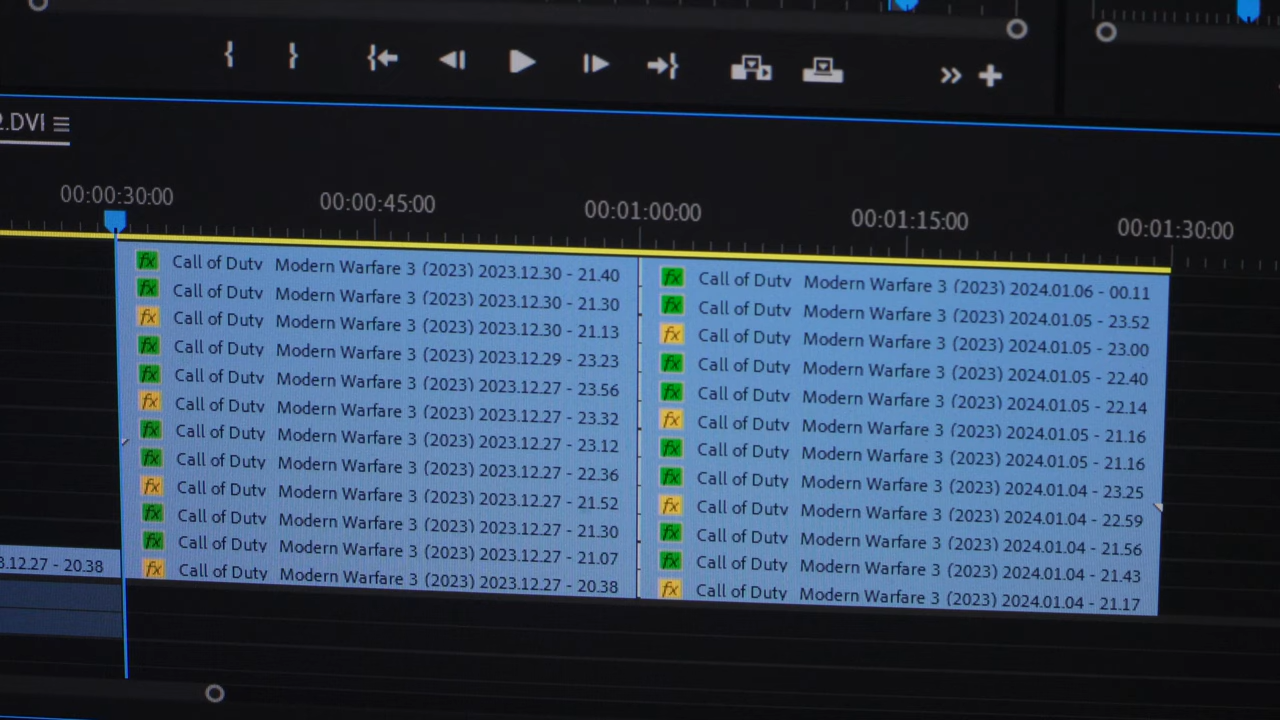 2.DVI
00:00:30:00 00:00:45:00 00:01:00:00 00:01:15:00 00:01:30:00
fx Call of Duty Modern Warfare 3 (2023) 2023.12.30 - 21.40
fx Call of Duty Modern Warfare 3 (2023) 2023.12.30 - 21.30
fx Call of Duty Modern Warfare 3 (2023) 2023.12.30 - 21.13
fx Call of Duty Modern Warfare 3 (2023) 2023.12.29 - 23.23
fx Call of Duty Modern Warfare 3 (2023) 2023.12.27 - 23.56
fx Call of Duty Modern Warfare 3 (2023) 2023.12.27 - 23.32
fx Call of Duty Modern Warfare 3 (2023) 2023.12.27 - 23.12
fx Call of Duty Modern Warfare 3 (2023) 2023.12.27 - 22.36
fx Call of Duty Modern Warfare 3 (2023) 2023.12.27 - 21.52
fx Call of Duty Modern Warfare 3 (2023) 2023.12.27 - 21.30
fx Call of Duty Modern Warfare 3 (2023) 2023.12.27 - 21.07
fx Call of Duty Modern Warfare 3 (2023) 2023.12.27 - 20.38
fx Call of Duty Modern Warfare 3 (2023) 2024.01.06 - 00.11
fx Call of Duty Modern Warfare 3 (2023) 2024.01.05 - 23.52
fx Call of Duty Modern Warfare 3 (2023) 2024.01.05 - 23.00
fx Call of Duty Modern Warfare 3 (2023) 2024.01.05 - 22.40
fx Call of Duty Modern Warfare 3 (2023) 2024.01.05 - 22.14
fx Call of Duty Modern Warfare 3 (2023) 2024.01.05 - 21.16
fx Call of Duty Modern Warfare 3 (2023) 2024.01.05 - 21.16
fx Call of Duty Modern Warfare 3 (2023) 2024.01.04 - 23.25
fx Call of Duty Modern Warfare 3 (2023) 2024.01.04 - 22.59
fx Call of Duty Modern Warfare 3 (2023) 2024.01.04 - 21.56
fx Call of Duty Modern Warfare 3 (2023) 2024.01.04 - 21.43
fx Call of Duty Modern Warfare 3 (2023) 2024.01.04 - 21.17
3.12.27 - 20.38